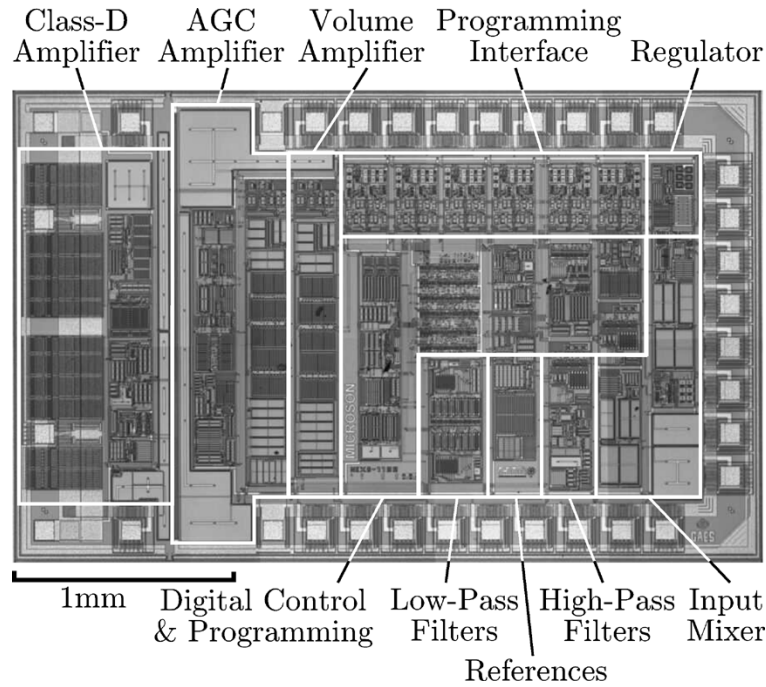 Class-D
Amplifier
AGC
Amplifier
Volume
Amplifier
Programming
Interface
Regulator
MICROSON
GAES
1mm
Digital Control
& Programming
Low-Pass
Filters
References
High-Pass
Filters
Input
Mixer